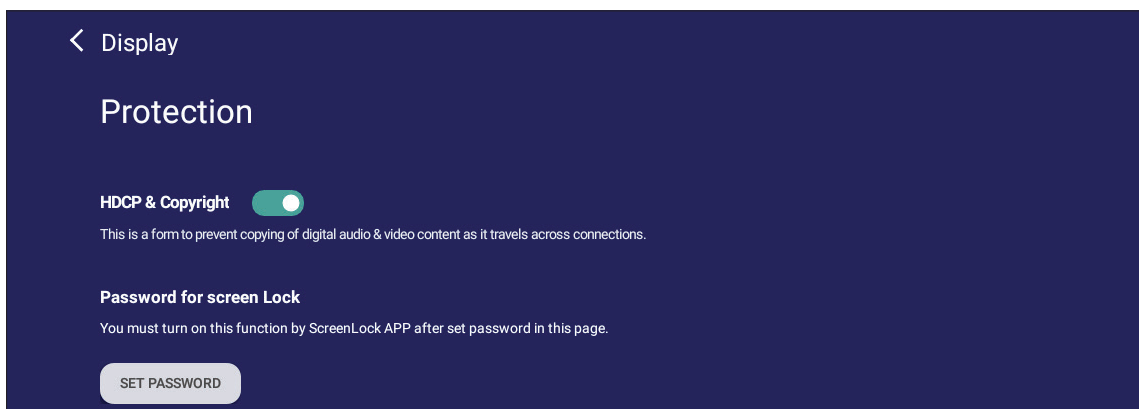 Display
Protection
HDCP & Copyright
This is a form to prevent copying of digital audio & video content as it travels across connections.
Password for screen Lock
You must turn on this function by ScreenLock APP after set password in this page.
SET PASSWORD